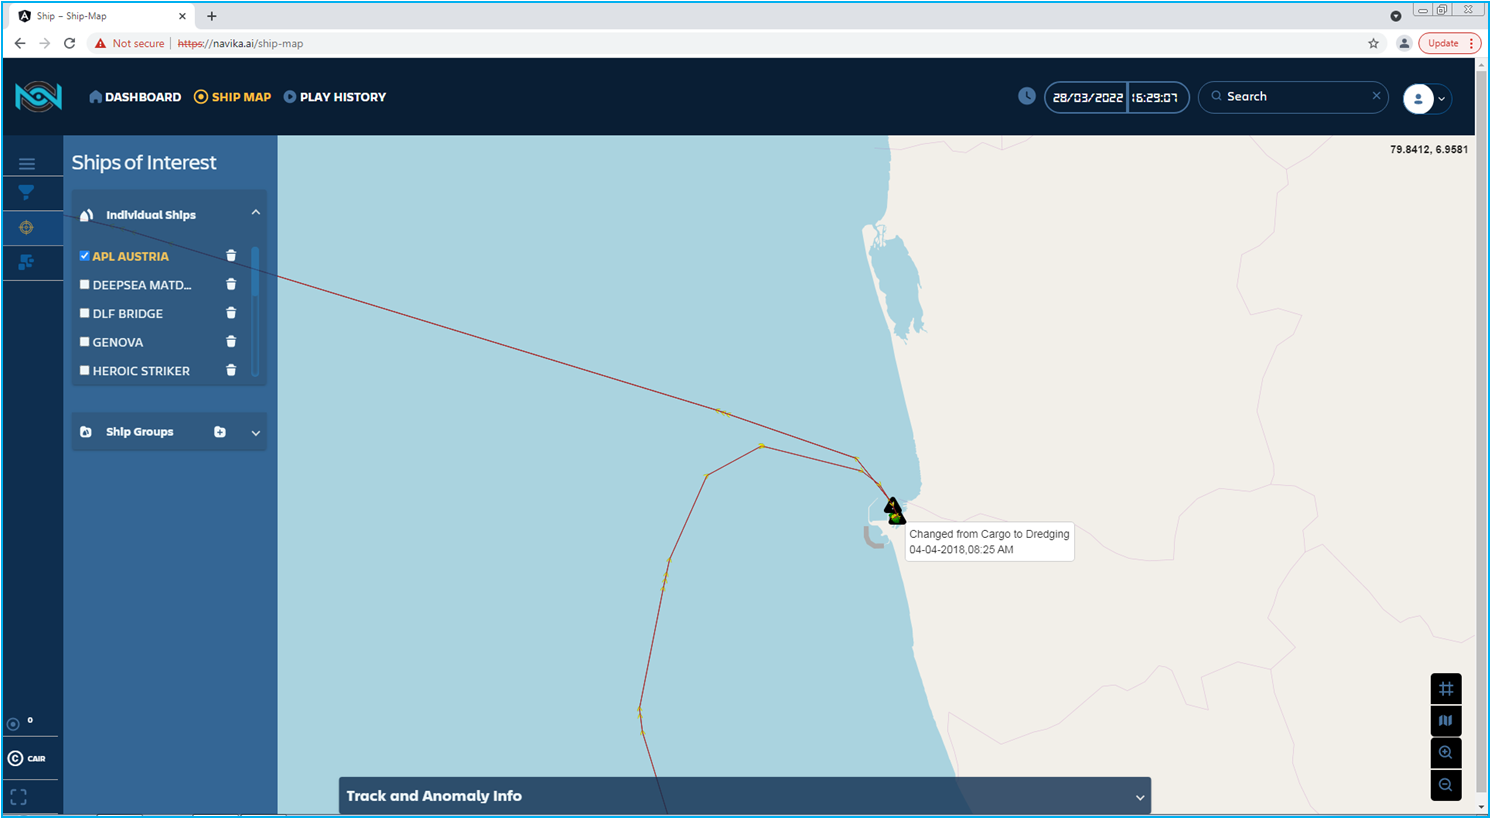 Ship – Ship-Map
Not secure
https://navika.ai/ship-map
Update
DASHBOARD
SHIP MAP
PLAY HISTORY
28/03/2022
16:29:07
Search
Ships of Interest
79.8412, 6.9581
Individual Ships
APL AUSTRIA
DEEPSEA MATD...
DLF BRIDGE
GENOVA
HEROIC STRIKER
Ship Groups
Changed from Cargo to Dredging
04-04-2018,08:25 AM
0
© CAIR
Track and Anomaly Info